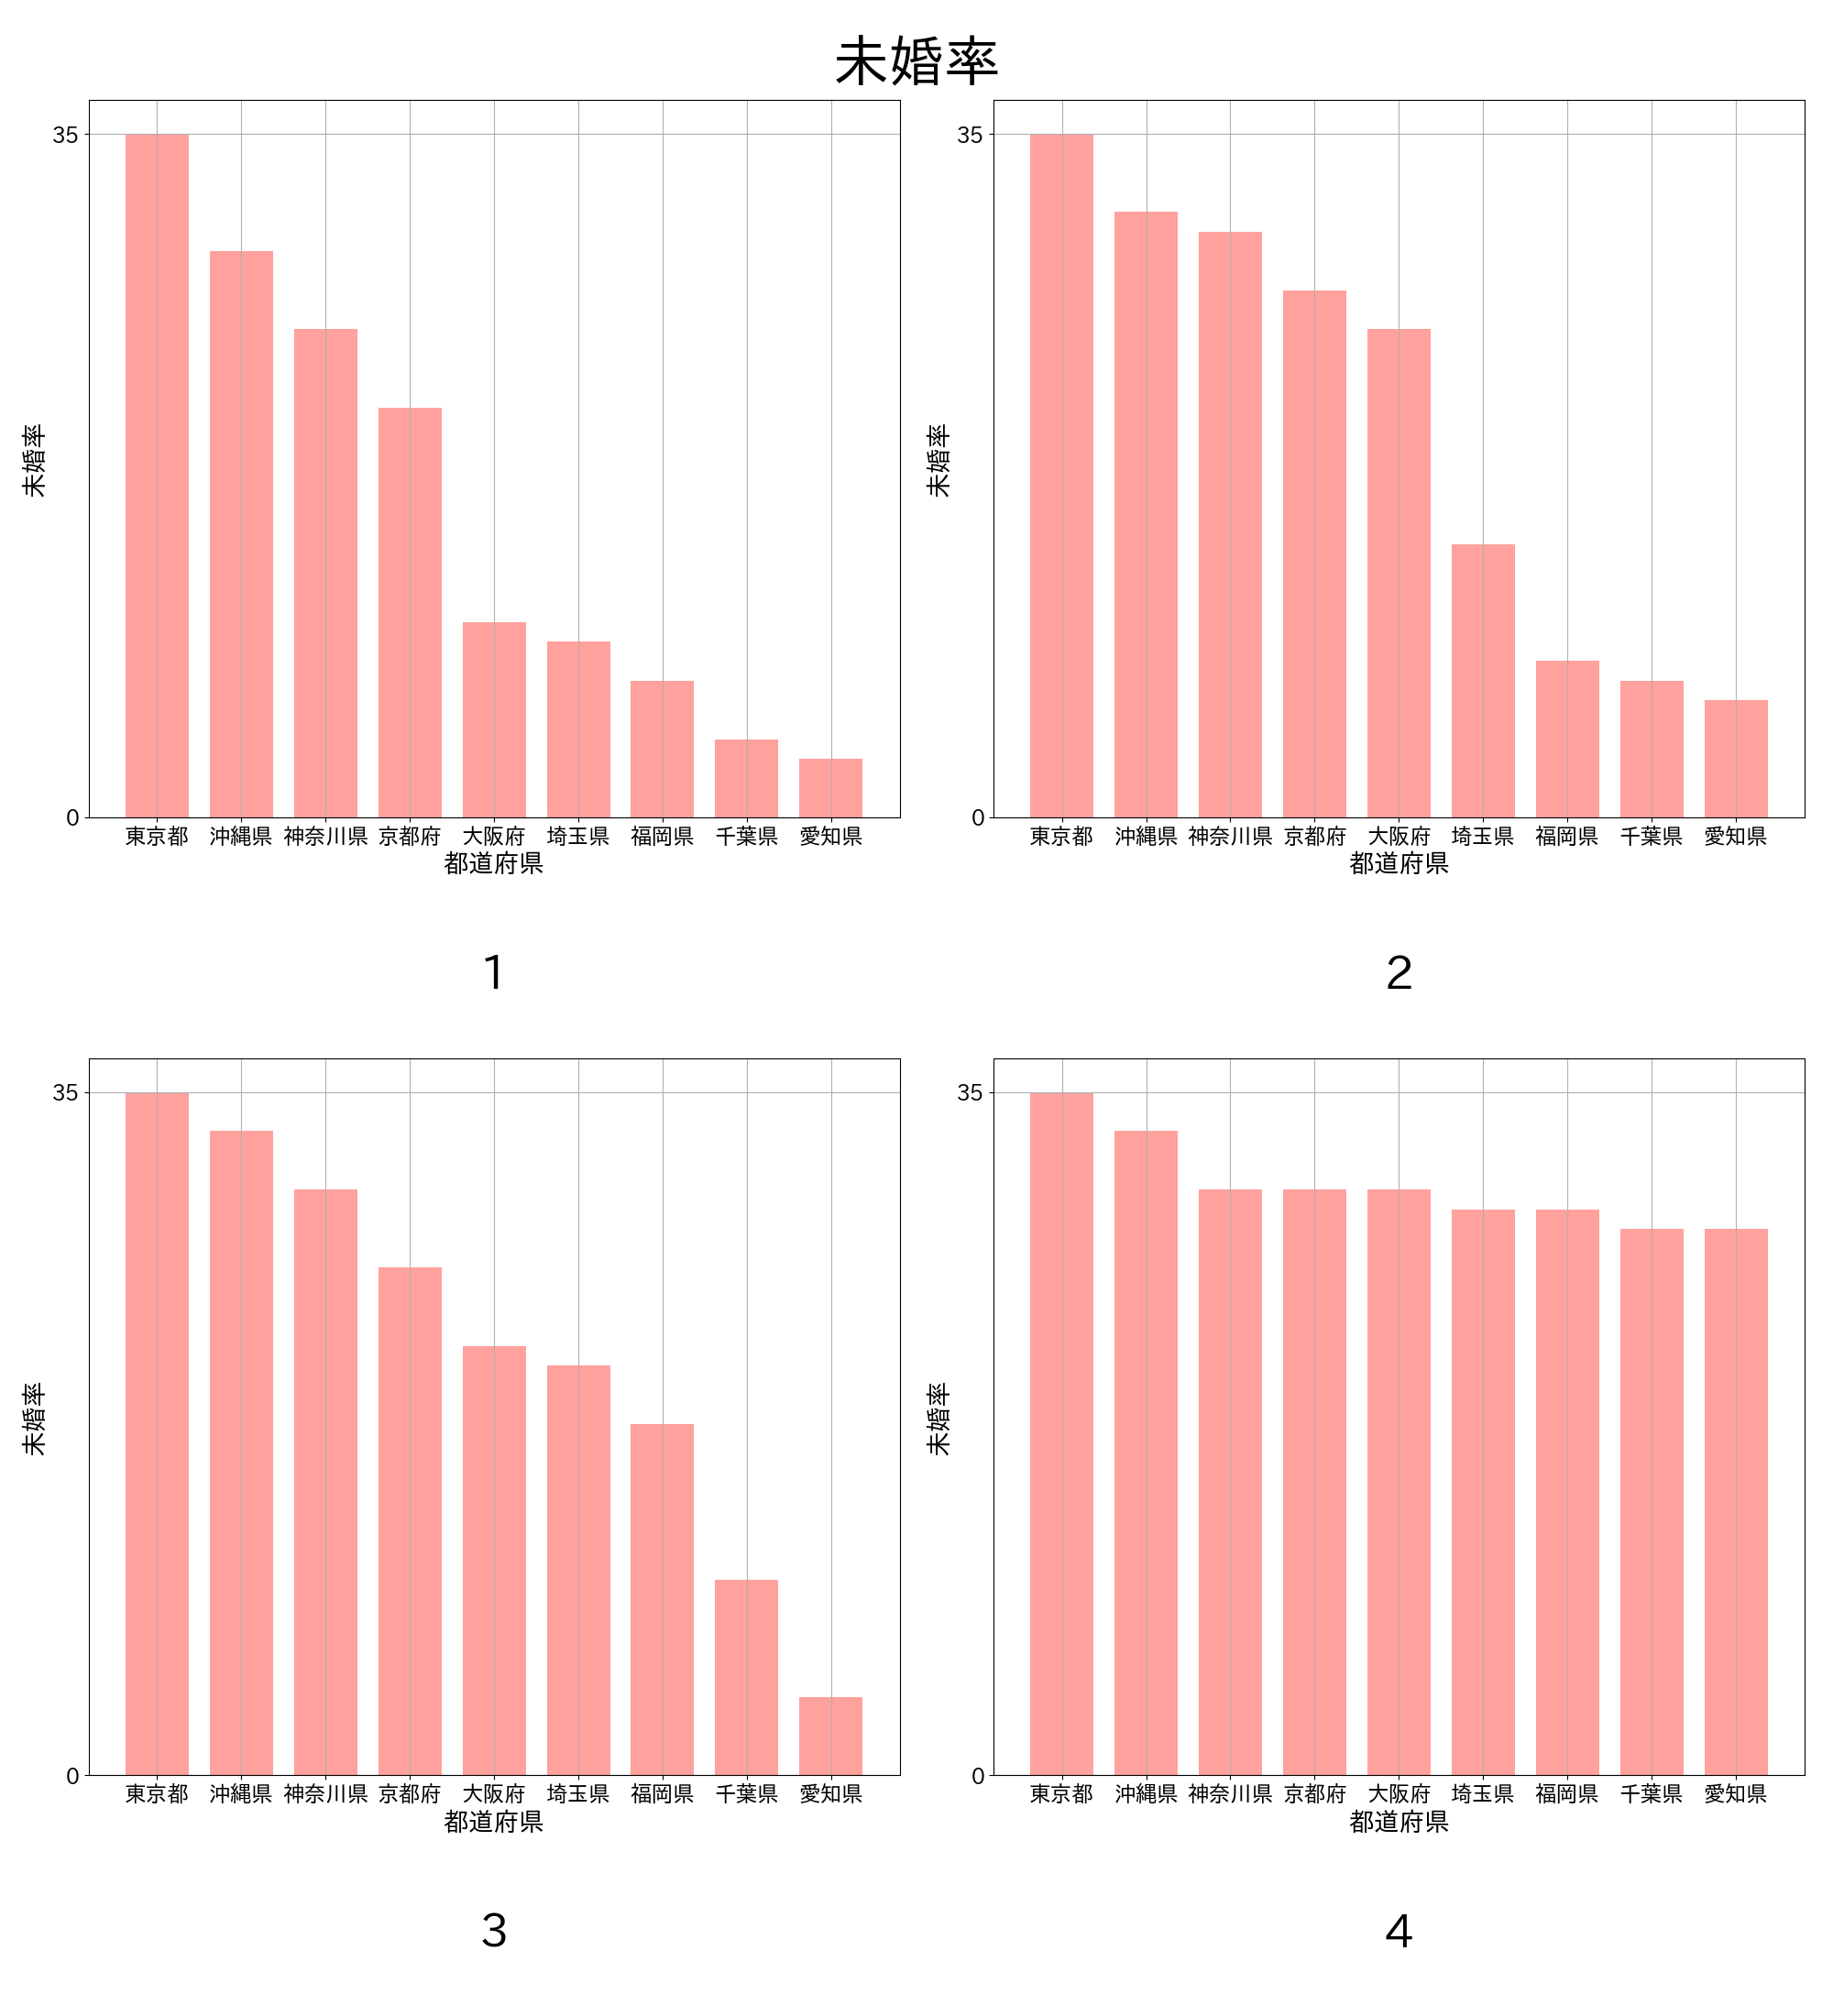 未婚率
35
0
未婚率
東京都 沖縄県 神奈川県 京都府 大阪府 埼玉県 福岡県 千葉県 愛知県
都道府県
1
35
0
未婚率
東京都 沖縄県 神奈川県 京都府 大阪府 埼玉県 福岡県 千葉県 愛知県
都道府県
2
35
0
未婚率
東京都 沖縄県 神奈川県 京都府 大阪府 埼玉県 福岡県 千葉県 愛知県
都道府県
3
35
0
未婚率
東京都 沖縄県 神奈川県 京都府 大阪府 埼玉県 福岡県 千葉県 愛知県
都道府県
4